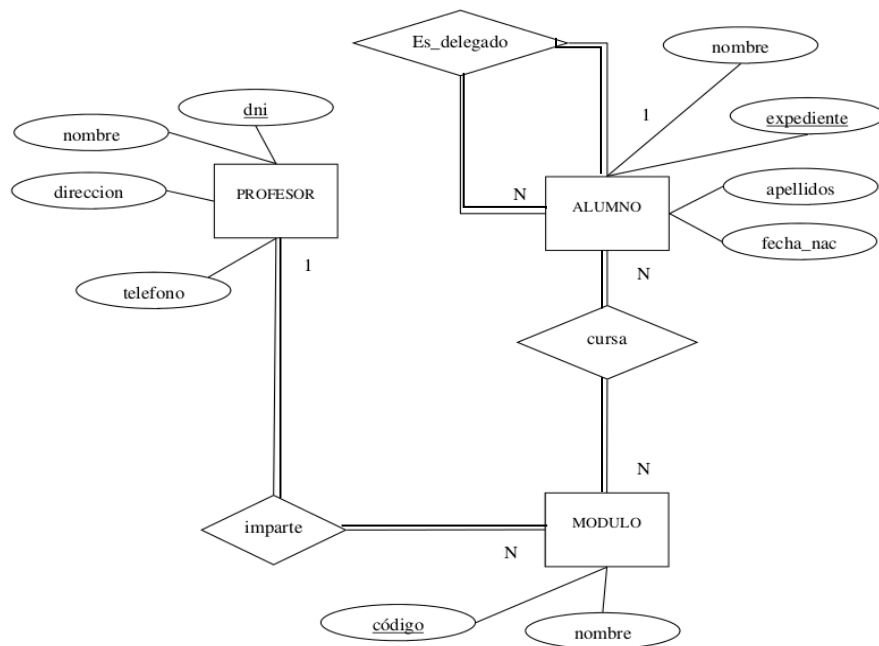 Es_delegado
nombre
dni
nombre
1
expediente
direccion
PROFESOR
N
ALUMNO
apellidos
fecha_nac
telefono
1
N
cursa
N
imparte
MODULO
N
código
nombre